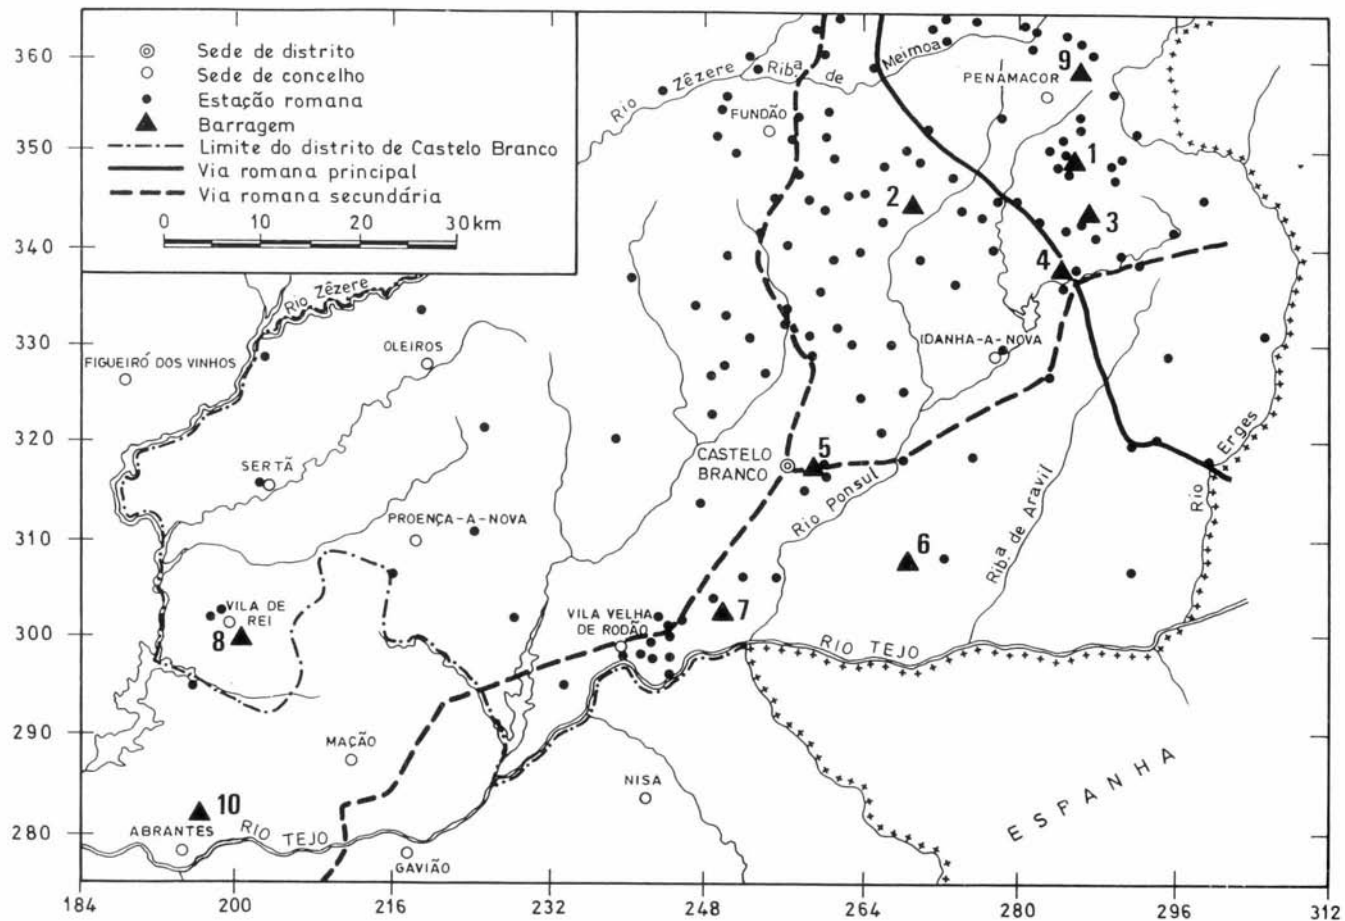 Sede de distrito
Sede de concelho
Estação romana
Barragem
Limite do distrito de Castelo Branco
Via romana principal
Via romana secundária
0 10 20 30 km
360
350
340
330
320
310
300
290
280
184 200 216 232 248 264 280 296 312
Rio Zêzere
Rib.a de Meimoa
FUNDÃO
PENAMACOR
9
1
2
3
4
Rio Zêzere
FIGUEIRÓ DOS VINHOS
OLEIROS
IDANHA-A-NOVA
SERTÃ
CASTELO
BRANCO
5
Rio Ponsul
Rib.a de Aravil
Rio Erges
PROENÇA-A-NOVA
6
VILA DE
REI
8
VILA VELHA
DE RODÃO
7
RIO TEJO
MAÇÃO
NISA
ESPANHA
10
ABRANTES
RIO TEJO
GAVIÃO